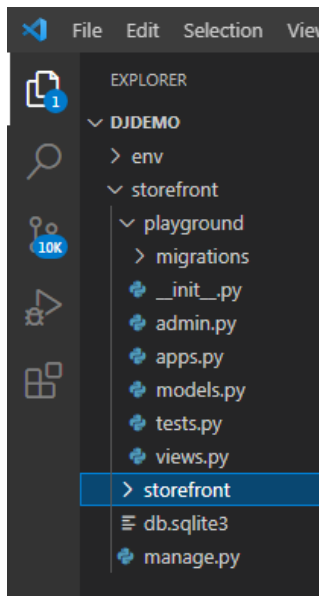 File Edit Selection View
EXPLORER
1
DJDEMO
env
storefront
playground
migrations
10K
__init__.py
admin.py
apps.py
models.py
tests.py
views.py
storefront
db.sqlite3
manage.py